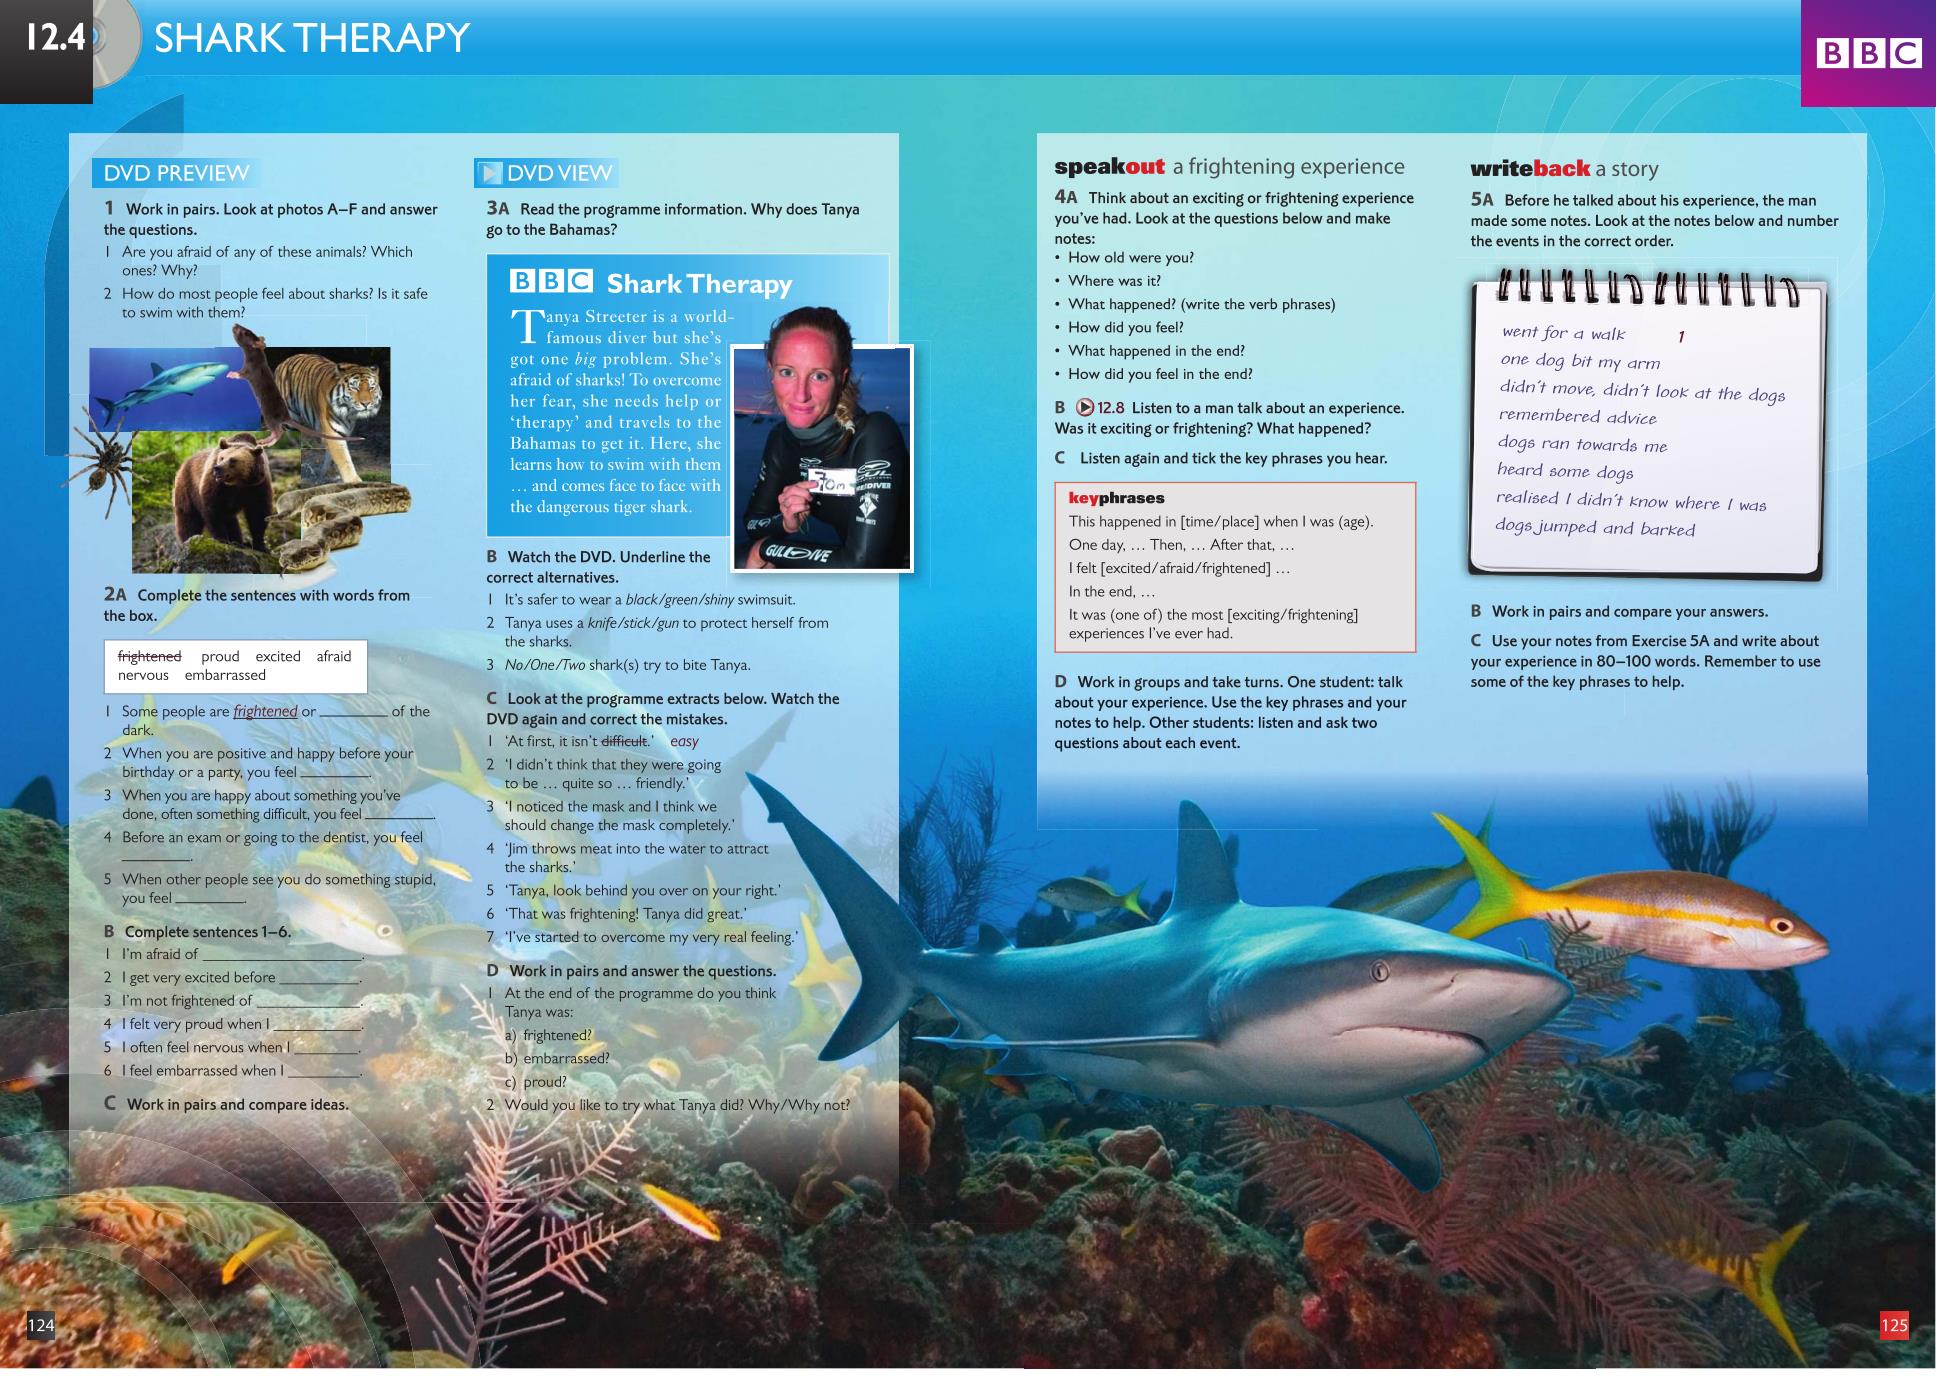 12.4
SHARK THERAPY
BBC
DVD PREVIEW
1 Work in pairs. Look at photos A–F and answer
the questions.
1 Are you afraid of any of these animals? Which
ones? Why?
2 How do most people feel about sharks? Is it safe
to swim with them?
2A Complete the sentences with words from
the box.
frightened proud excited afraid
nervous embarrassed
1 Some people are frightened or ________ of the
dark.
2 When you are positive and happy before your
birthday or a party, you feel ________.
3 When you are happy about something you've
done, often something difficult, you feel ________.
4 Before an exam or going to the dentist, you feel
________.
5 When other people see you do something stupid,
you feel ________.
B Complete sentences 1–6.
1 I'm afraid of ________.
2 I get very excited before ________.
3 I'm not frightened of ________.
4 I felt very proud when I ________.
5 I often feel nervous when I ________.
6 I feel embarrassed when I ________.
C Work in pairs and compare ideas.
DVD VIEW
3A Read the programme information. Why does Tanya
go to the Bahamas?
BBC Shark Therapy
Tanya Streeter is a world-
famous diver but she's
got one big problem. She's
afraid of sharks! To overcome
her fear, she needs help or
'therapy' and travels to the
Bahamas to get it. Here, she
learns how to swim with them
… and comes face to face with
the dangerous tiger shark.
70m
GUL
DIVER
GUL DIVE
B Watch the DVD. Underline the
correct alternatives.
1 It's safer to wear a black/green/shiny swimsuit.
2 Tanya uses a knife/stick/gun to protect herself from
the sharks.
3 No/One/Two shark(s) try to bite Tanya.
C Look at the programme extracts below. Watch the
DVD again and correct the mistakes.
1 'At first, it isn't difficult.' easy
2 'I didn't think that they were going
to be … quite so … friendly.'
3 'I noticed the mask and I think we
should change the mask completely.'
4 'Jim throws meat into the water to attract
the sharks.'
5 'Tanya, look behind you over on your right.'
6 'That was frightening! Tanya did great.'
7 'I've started to overcome my very real feeling.'
D Work in pairs and answer the questions.
1 At the end of the programme do you think
Tanya was:
a) frightened?
b) embarrassed?
c) proud?
2 Would you like to try what Tanya did? Why/Why not?
speakout a frightening experience
4A Think about an exciting or frightening experience
you've had. Look at the questions below and make
notes:
• How old were you?
• Where was it?
• What happened? (write the verb phrases)
• How did you feel?
• What happened in the end?
• How did you feel in the end?
B 12.8 Listen to a man talk about an experience.
Was it exciting or frightening? What happened?
C Listen again and tick the key phrases you hear.
keyphrases
This happened in [time/place] when I was (age).
One day, … Then, … After that, …
I felt [excited/afraid/frightened] …
In the end, …
It was (one of) the most [exciting/frightening]
experiences I've ever had.
D Work in groups and take turns. One student: talk
about your experience. Use the key phrases and your
notes to help. Other students: listen and ask two
questions about each event.
writeback a story
5A Before he talked about his experience, the man
made some notes. Look at the notes below and number
the events in the correct order.
went for a walk 1
one dog bit my arm
didn't move, didn't look at the dogs
remembered advice
dogs ran towards me
heard some dogs
realised I didn't know where I was
dogs jumped and barked
B Work in pairs and compare your answers.
C Use your notes from Exercise 5A and write about
your experience in 80–100 words. Remember to use
some of the key phrases to help.
124
125